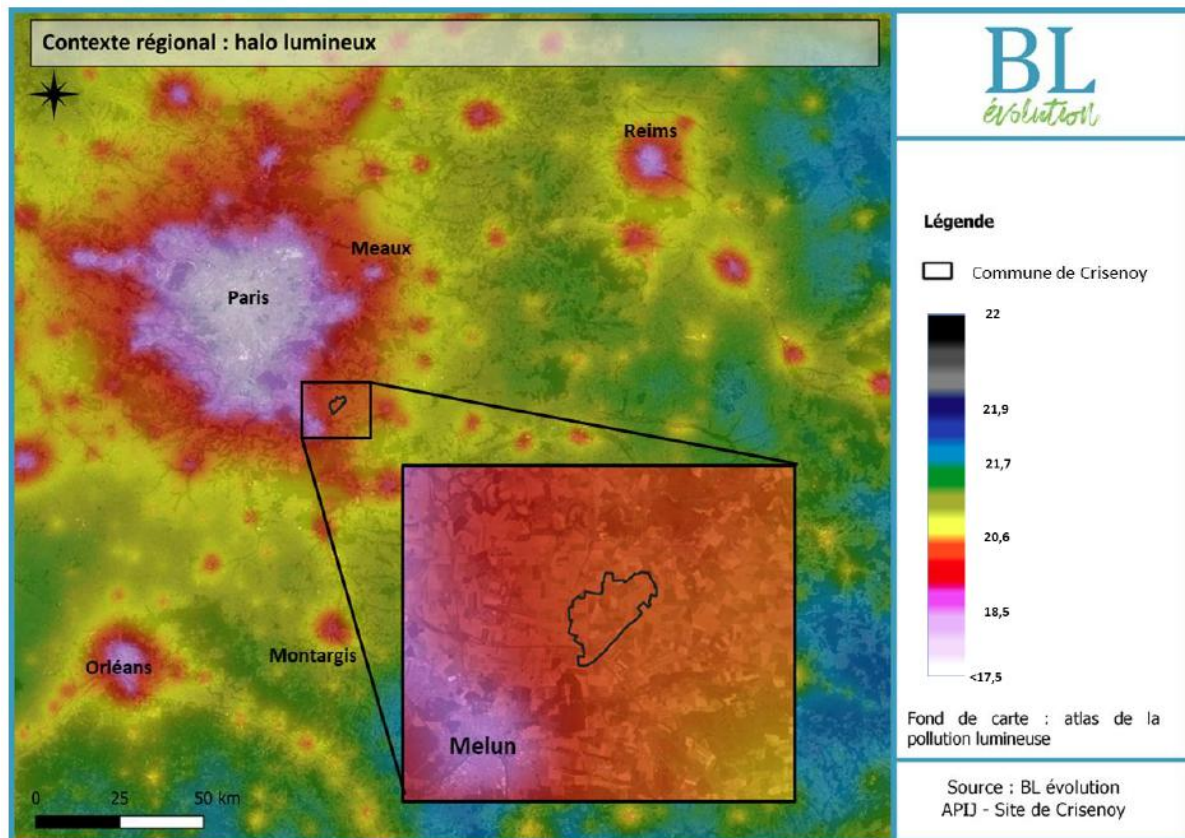 Contexte régional : halo lumineux
Reims
Meaux
Paris
Orléans
Montargis
Melun
0 25 50 km
BL
évolution
Légende
Commune de Crisenoy
22
21,9
21,7
20,6
18,5
<17,5
Fond de carte : atlas de la
pollution lumineuse
Source : BL évolution
APIJ - Site de Crisenoy